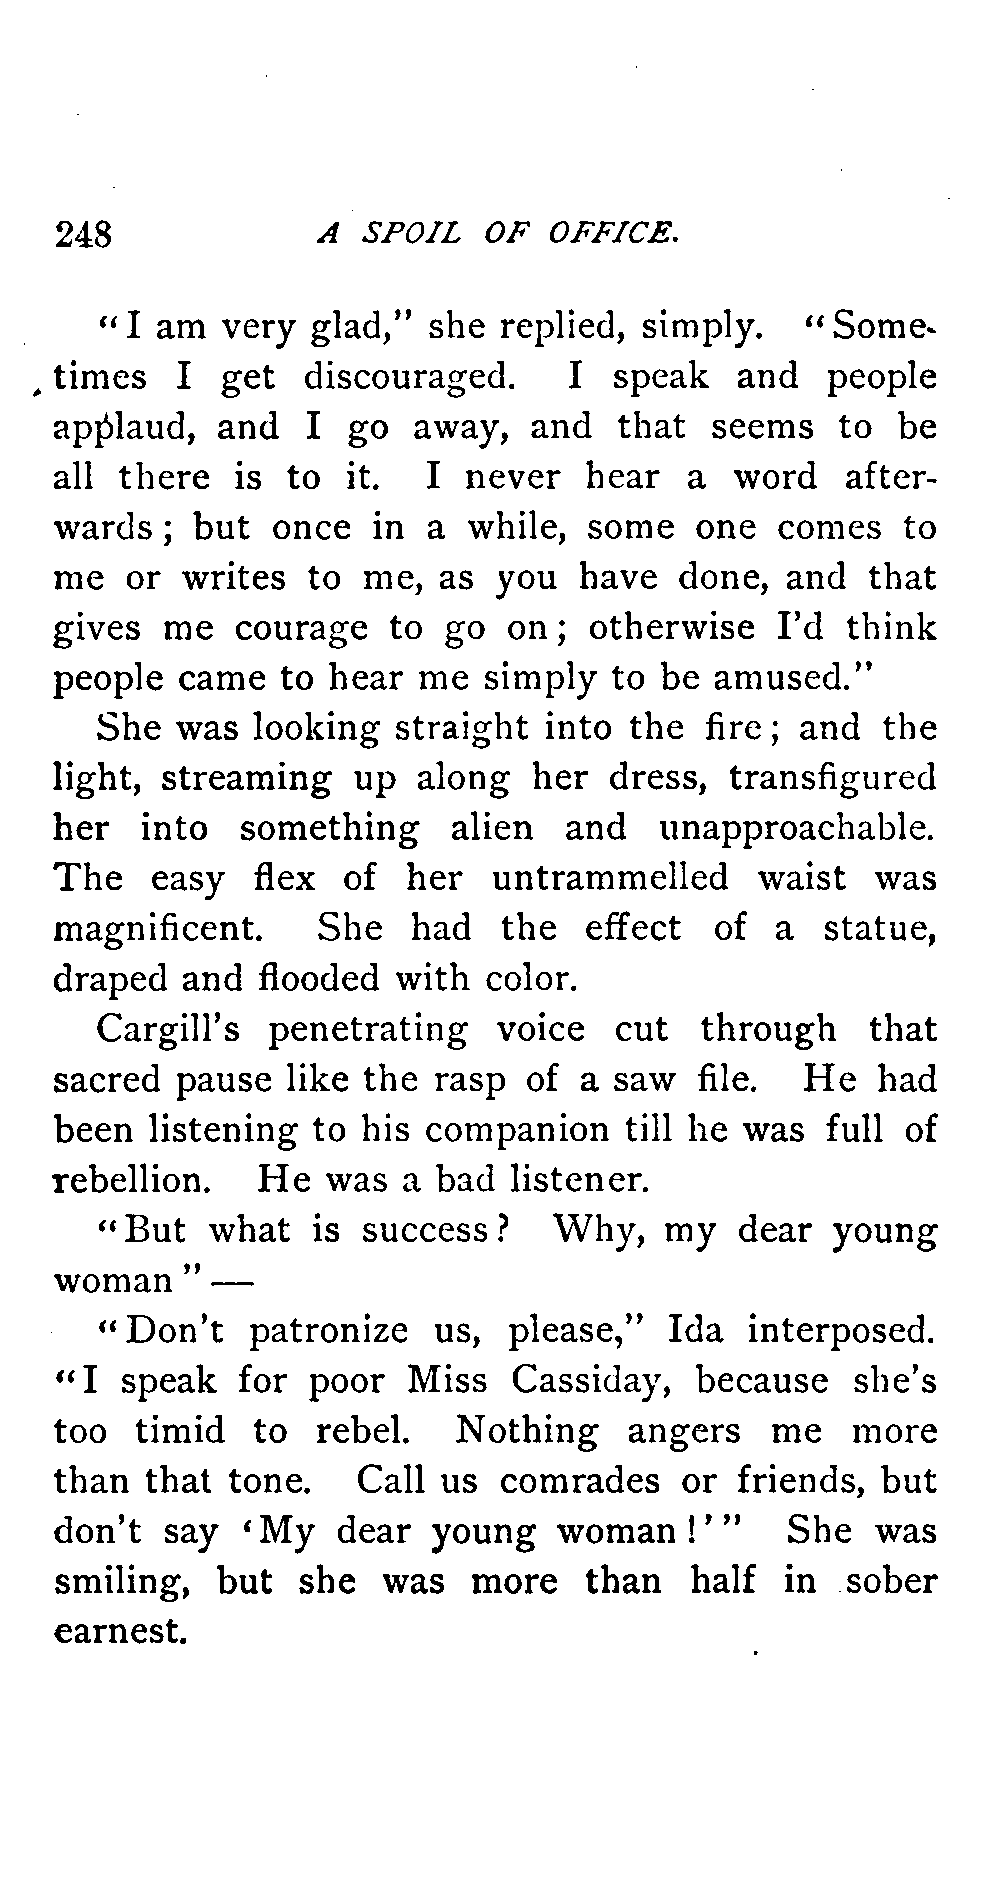 248 A SPOIL OF OFFICE.
"I am very glad," she replied, simply. "Some-
times I get discouraged. I speak and people
applaud, and I go away, and that seems to be
all there is to it. I never hear a word after-
wards; but once in a while, some one comes to
me or writes to me, as you have done, and that
gives me courage to go on; otherwise I'd think
people came to hear me simply to be amused."
She was looking straight into the fire; and the
light, streaming up along her dress, transfigured
her into something alien and unapproachable.
The easy flex of her untrammelled waist was
magnificent. She had the effect of a statue,
draped and flooded with color.
Cargill's penetrating voice cut through that
sacred pause like the rasp of a saw file. He had
been listening to his companion till he was full of
rebellion. He was a bad listener.
"But what is success? Why, my dear young
woman"—
"Don't patronize us, please," Ida interposed.
"I speak for poor Miss Cassiday, because she's
too timid to rebel. Nothing angers me more
than that tone. Call us comrades or friends, but
don't say 'My dear young woman!'" She was
smiling, but she was more than half in sober
earnest.